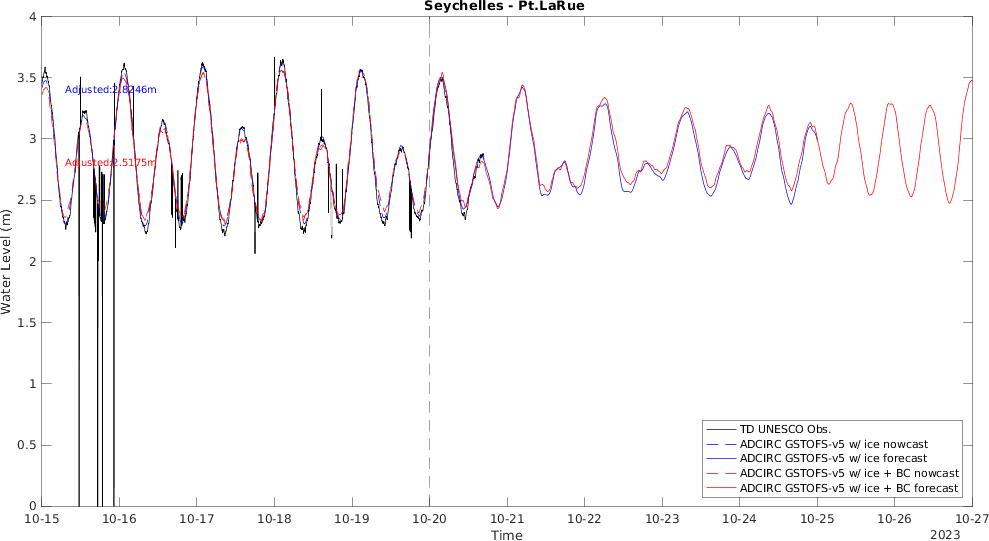 Seychelles - Pt.LaRue
4
3.5
3
2.5
2
1.5
1
0.5
0
Water Level (m)
Adjusted:2.8246m
Adjusted:2.5175m
TD UNESCO Obs.
ADCIRC GSTOFS-v5 w/ ice nowcast
ADCIRC GSTOFS-v5 w/ ice forecast
ADCIRC GSTOFS-v5 w/ ice + BC nowcast
ADCIRC GSTOFS-v5 w/ ice + BC forecast
10-15 10-16 10-17 10-18 10-19 10-20 10-21 10-22 10-23 10-24 10-25 10-26 10-27
Time
2023